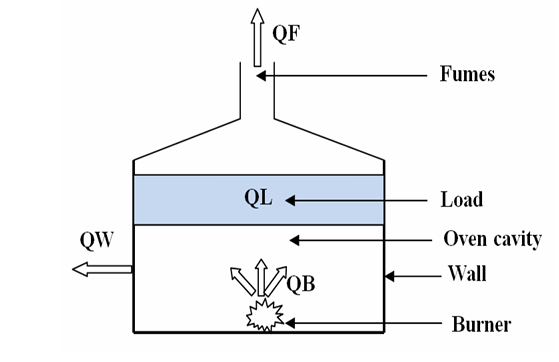 QF
Fumes
QL
Load
QW
Oven cavity
Wall
QB
Burner